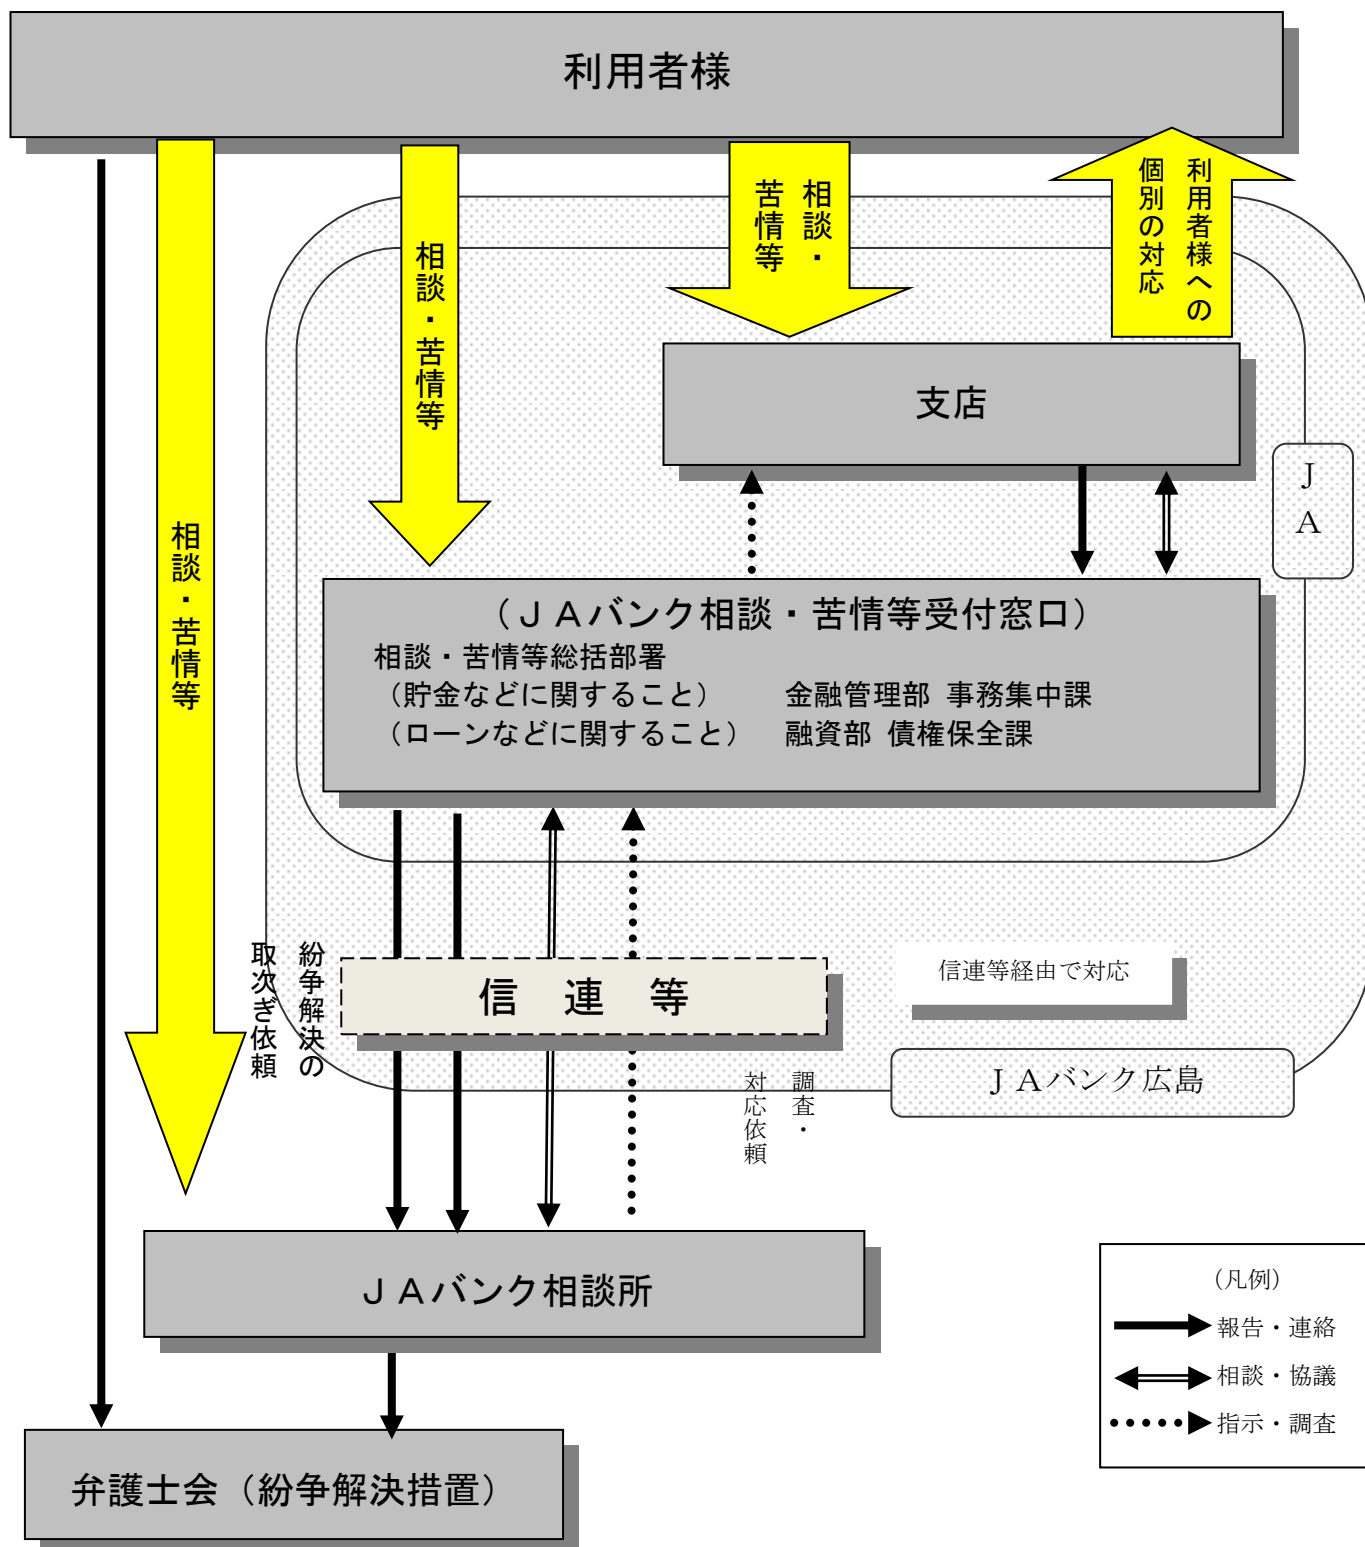 利用者様
相談・苦情等
相談・苦情等
相談・
苦情等
利用者様への
個別の対応
支店
ＪＡ
（ＪＡバンク相談・苦情等受付窓口）
相談・苦情等総括部署
（貯金などに関すること） 金融管理部 事務集中課
（ローンなどに関すること） 融資部 債権保全課
紛争解決の
取次ぎ依頼
信 連 等
信連等経由で対応
ＪＡバンク広島
調査・
対応依頼
ＪＡバンク相談所
弁護士会（紛争解決措置）
（凡例）
報告・連絡
相談・協議
指示・調査